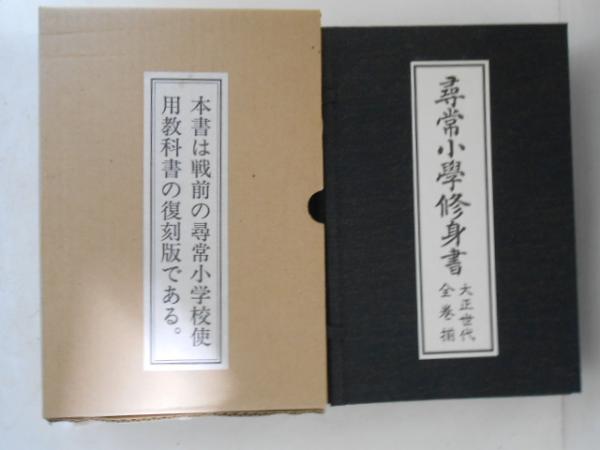 本書は戦前の尋常小学校使
用教科書の復刻版である。
尋常小學修身書
大正世代
全巻揃